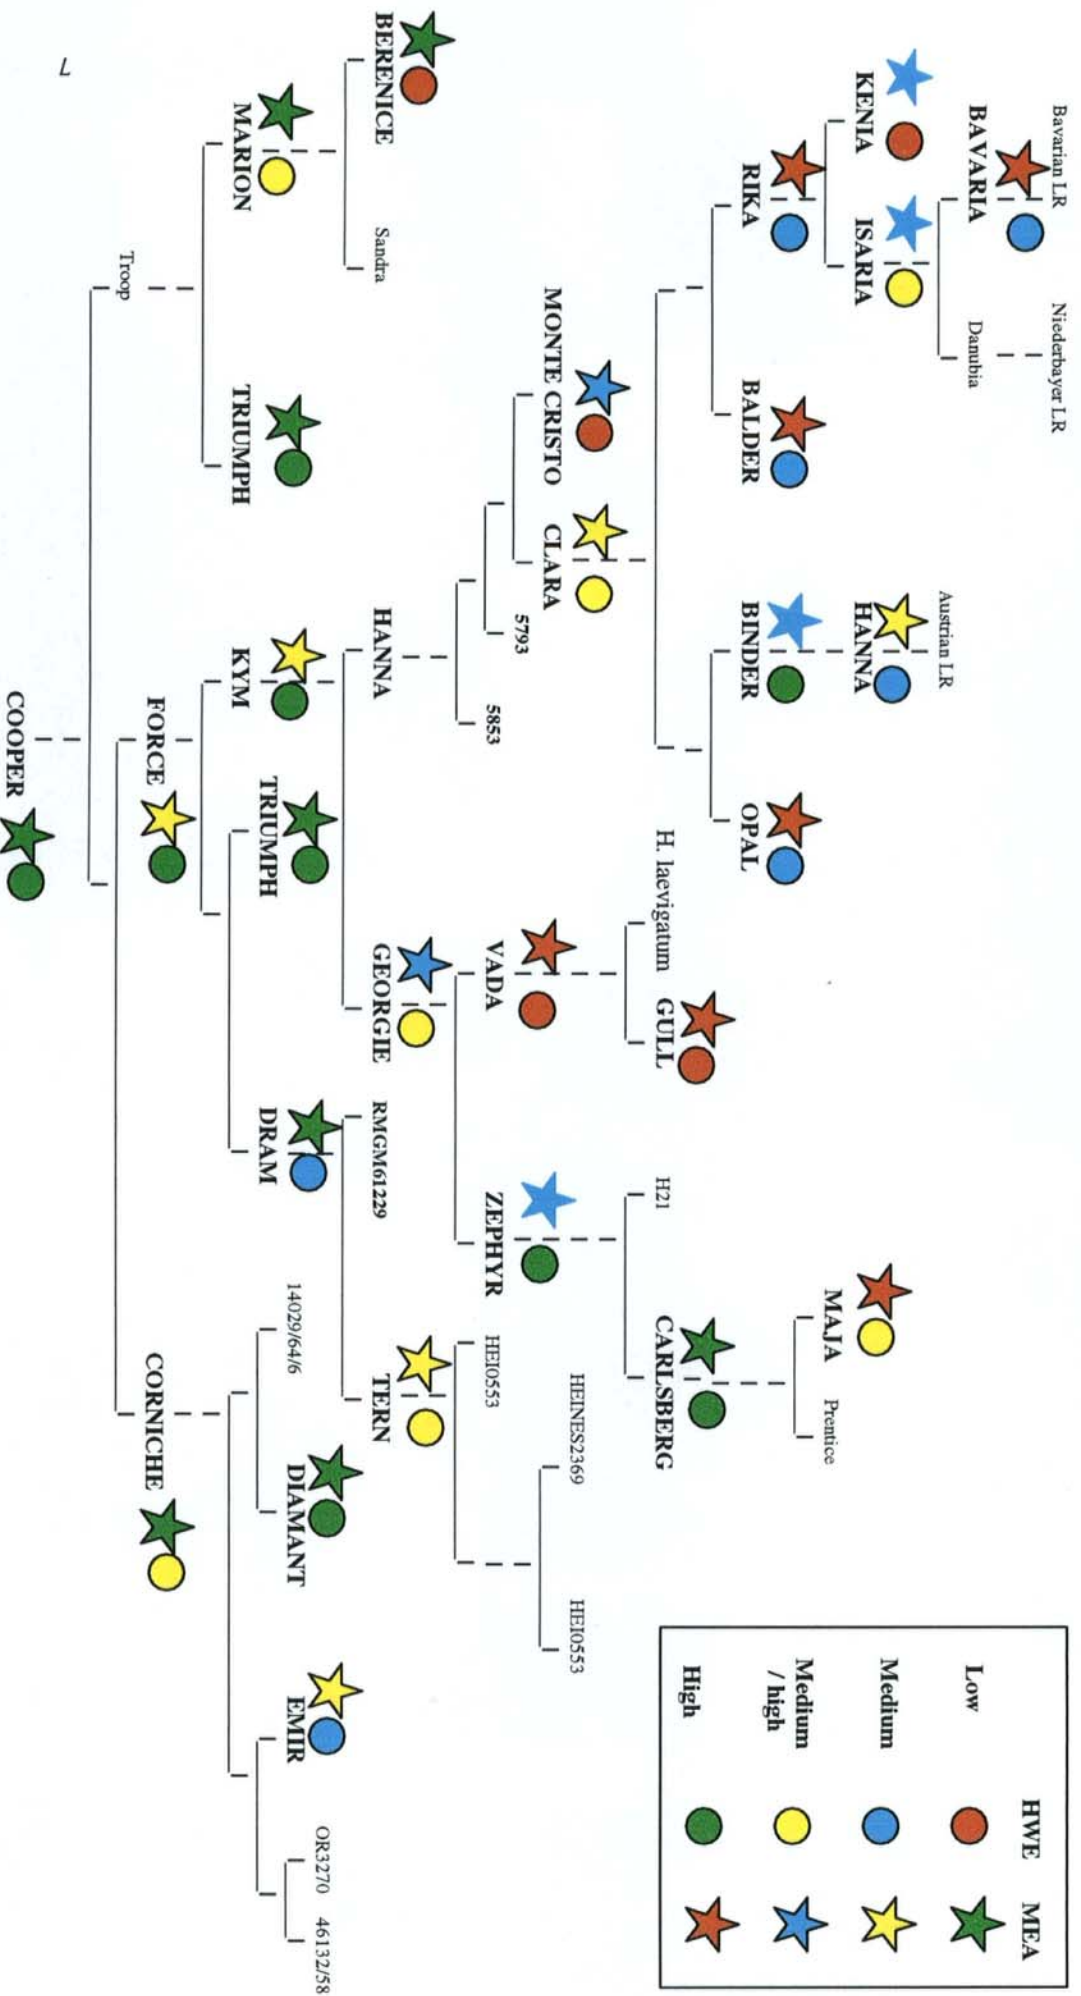 Bavarian LR
Niederbayer LR
BAVARIA
Danubia
Austrian LR
KENIA
ISARIA
HANNA
MAJA
Prentice
RIKA
BALDER
BINDER
OPAL
H. laevigatum
GULL
H21
CARLSBERG
HEINES2369
HEI0553
MONTE CRISTO
CLARA
5793
5853
VADA
ZEPHYR
HEI0553
BERENICE
Sandra
HANNA
GEORGIE
RMGM61229
TERN
MARION
TRIUMPH
KYM
TRIUMPH
DRAM
14029/64/6
DIAMANT
EMIR
OR3270
46132/58
Troop
FORCE
CORNICHE
COOPER
HWE
MEA
Low
Medium
Medium
/ high
High
7